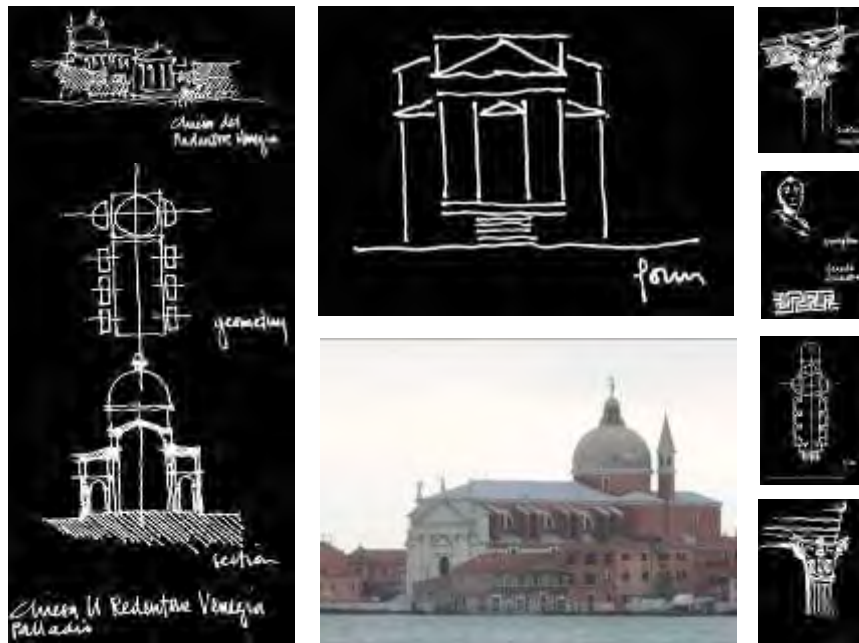 Chiesa del
Redentore Venezia
geometry
section
Chiesa Il Redentore Venezia
Palladio
form